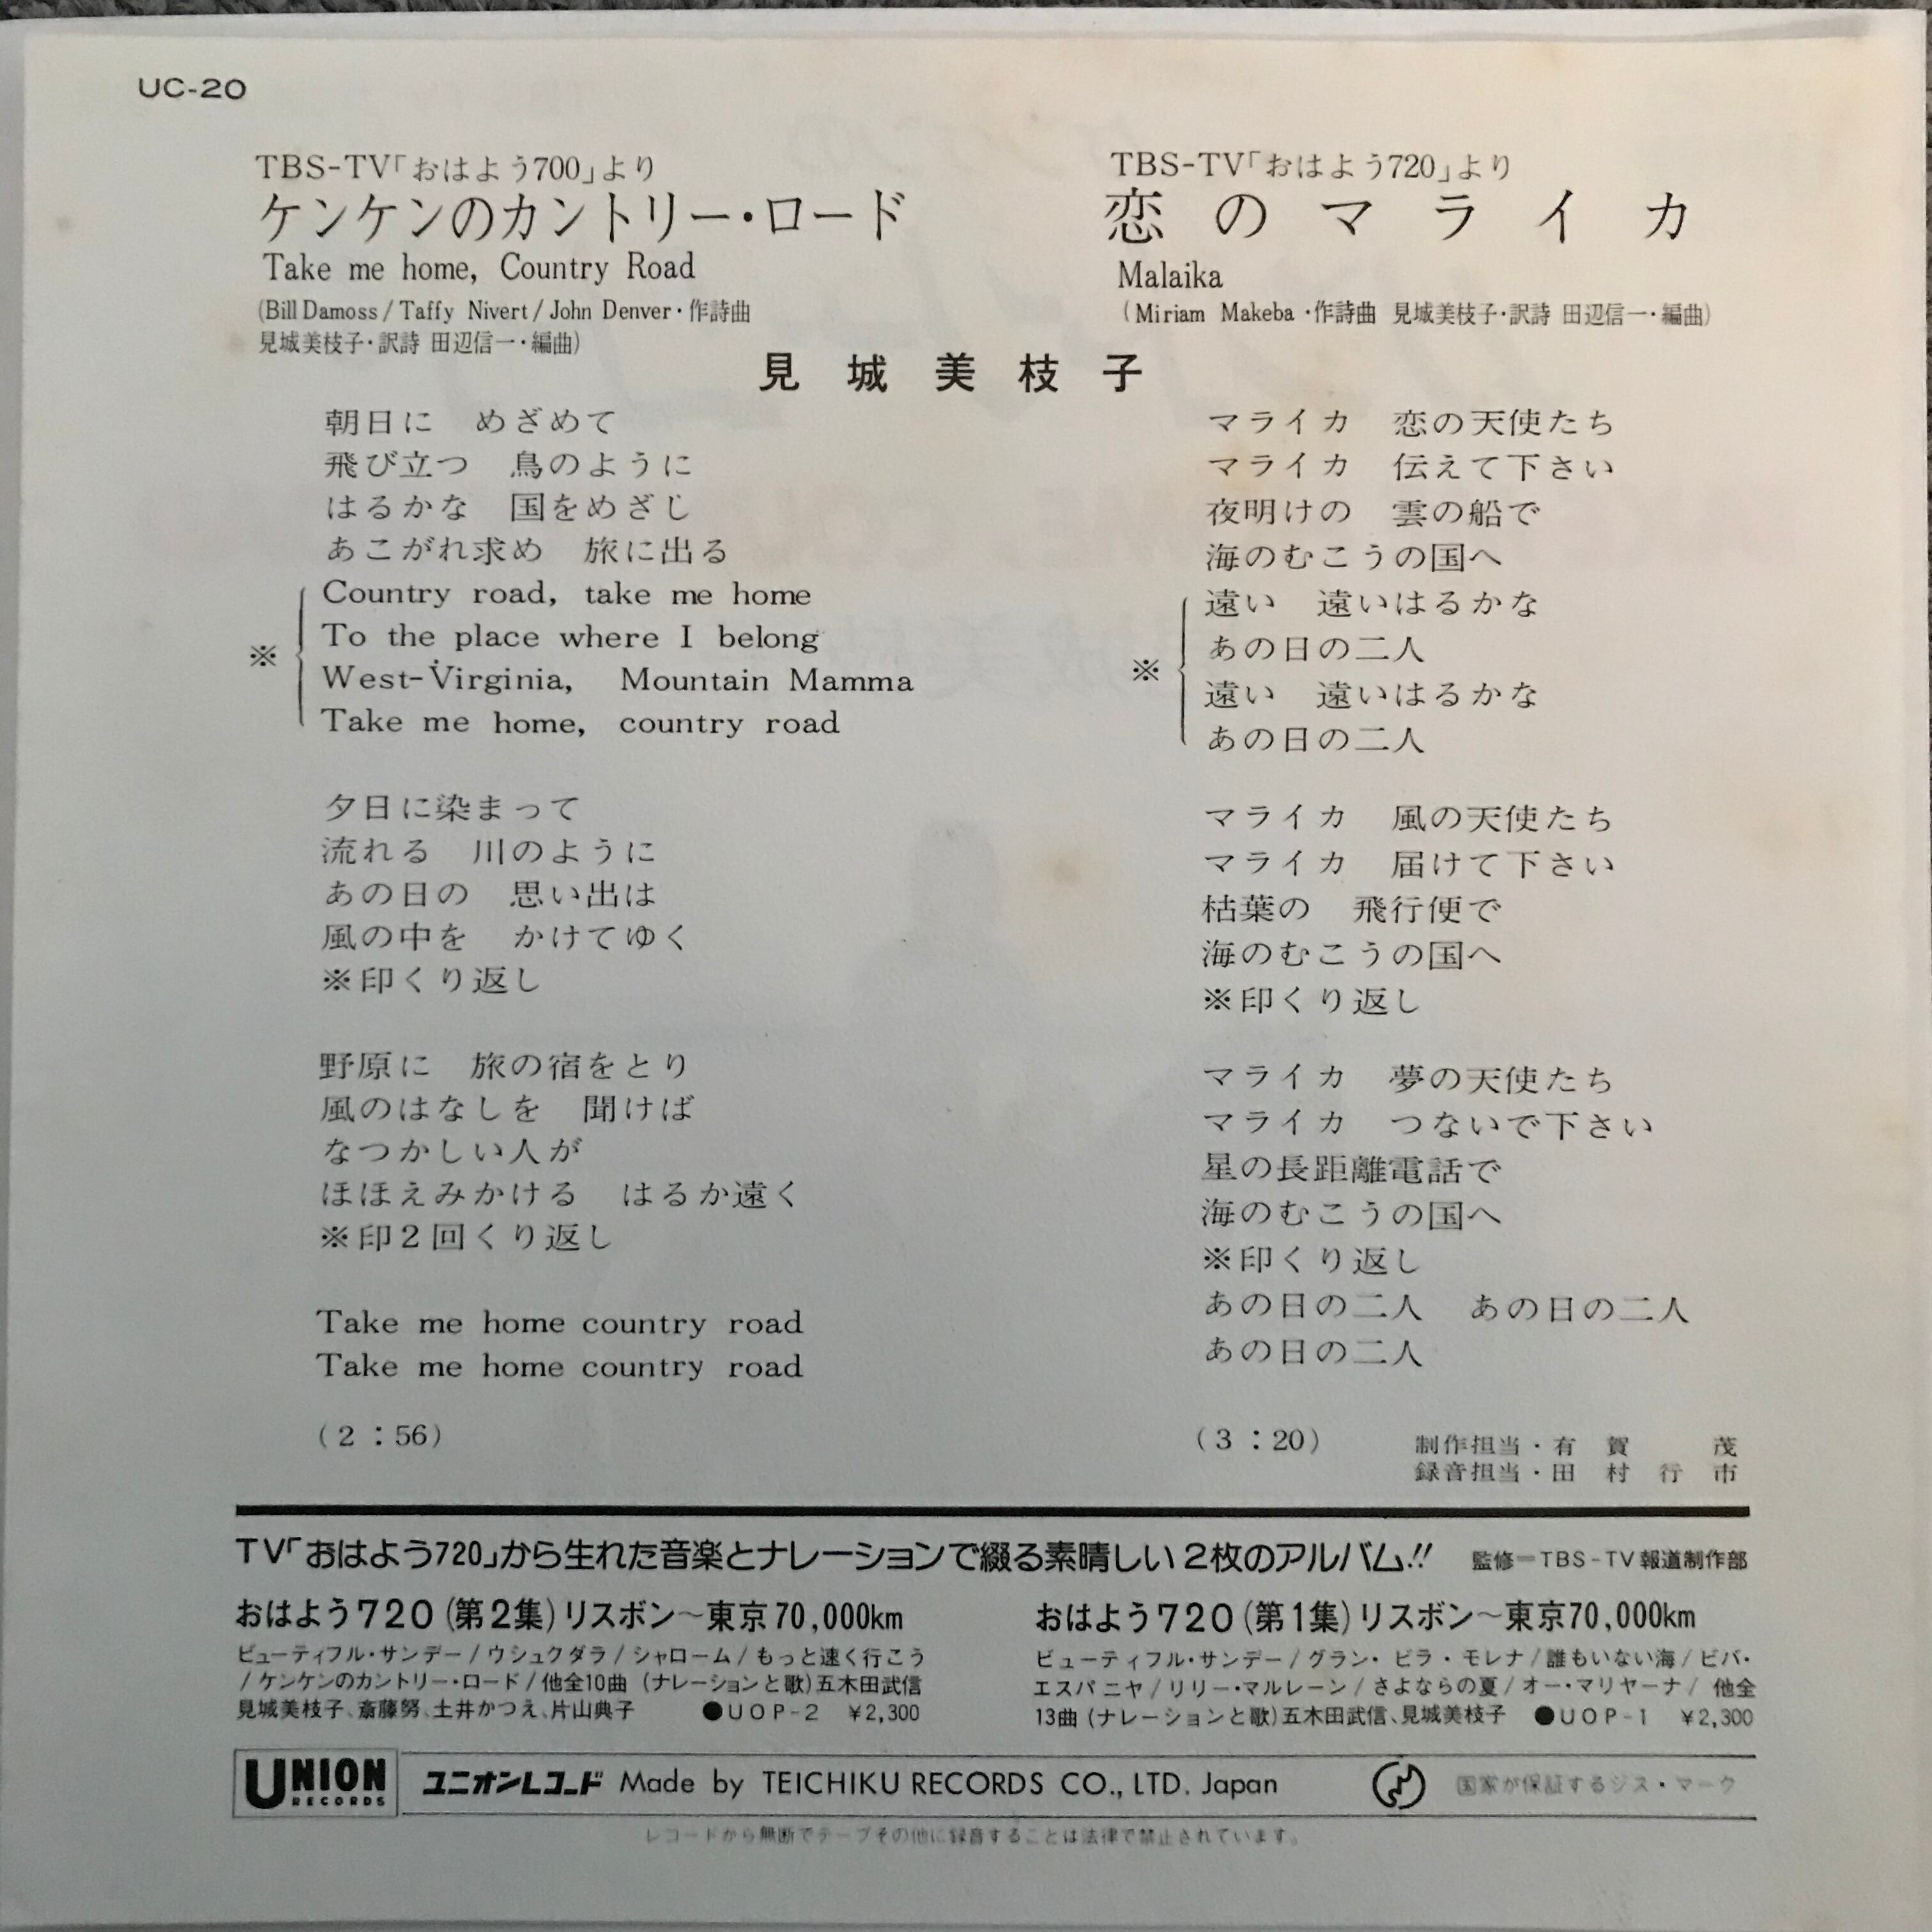 UC-20
TBS-TV「おはよう700」より
ケンケンのカントリー・ロード
Take me home, Country Road
(Bill Damoss / Taffy Nivert / John Denver・作詩曲
見城美枝子・訳詩 田辺信一・編曲)
TBS-TV「おはよう720」より
恋のマライカ
Malaika
(Miriam Makeba・作詩曲 見城美枝子・訳詩 田辺信一・編曲)
見城美枝子
朝日に めざめて
飛び立つ 鳥のように
はるかな 国をめざし
あこがれ求め 旅に出る
※
Country road, take me home
To the place where I belong
West-Virginia, Mountain Mamma
Take me home, country road
夕日に染まって
流れる 川のように
あの日の 思い出は
風の中を かけてゆく
※印くり返し
野原に 旅の宿をとり
風のはなしを 聞けば
なつかしい人が
ほほえみかける はるか遠く
※印2回くり返し
Take me home country road
Take me home country road
(2:56)
マライカ 恋の天使たち
マライカ 伝えて下さい
夜明けの 雲の船で
海のむこうの国へ
※
遠い 遠いはるかな
あの日の二人
遠い 遠いはるかな
あの日の二人
マライカ 風の天使たち
マライカ 届けて下さい
枯葉の 飛行便で
海のむこうの国へ
※印くり返し
マライカ 夢の天使たち
マライカ つないで下さい
星の長距離電話で
海のむこうの国へ
※印くり返し
あの日の二人 あの日の二人
あの日の二人
(3:20)
制作担当・有賀 茂
録音担当・田村行市
TV「おはよう720」から生れた音楽とナレーションで綴る素晴しい2枚のアルバム!! 監修=TBS-TV報道制作部
おはよう720(第2集)リスボン〜東京70,000km
ビューティフル・サンデー/ウシュクダラ/シャローム/もっと速く行こう
/ケンケンのカントリー・ロード/他全10曲 (ナレーションと歌)五木田武信
見城美枝子、斎藤努、土井かつえ、片山典子 ●UOP-2 ¥2,300
おはよう720(第1集)リスボン〜東京70,000km
ビューティフル・サンデー/グラン・ビラ・モレナ/誰もいない海/ビバ・
エスパニヤ/リリー・マルレーン/さよならの夏/オー・マリヤーナ/ 他全
13曲(ナレーションと歌)五木田武信、見城美枝子 ●UOP-1 ¥2,300
UNION RECORDS
ユニオンレコード Made by TEICHIKU RECORDS CO., LTD. Japan
国家が保証するジス・マーク
レコードから無断でテープその他に録音することは法律で禁止されています。